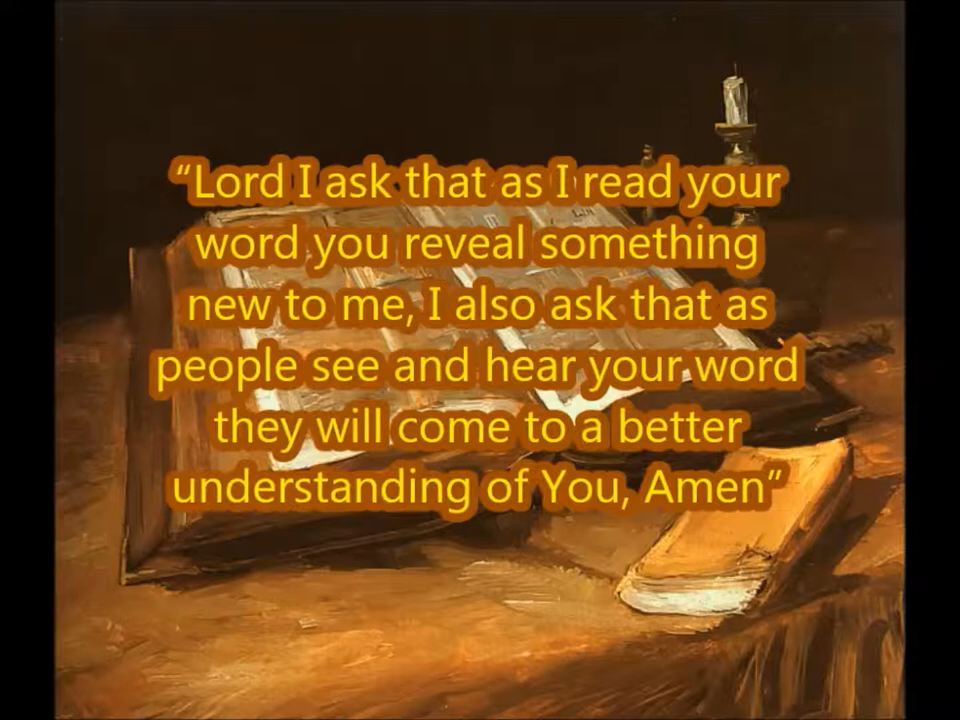 “Lord I ask that as I read your
word you reveal something
new to me, I also ask that as
people see and hear your word
they will come to a better
understanding of You, Amen”